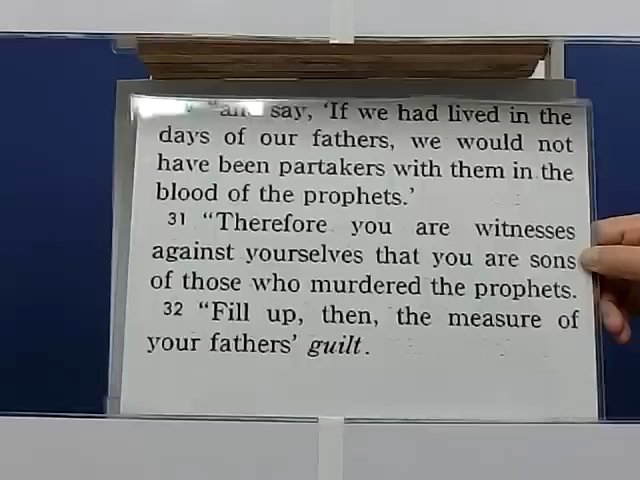 “and say, ‘If we had lived in the
days of our fathers, we would not
have been partakers with them in the
blood of the prophets.’
31 “Therefore you are witnesses
against yourselves that you are sons
of those who murdered the prophets.
32 “Fill up, then, the measure of
your fathers’ guilt.